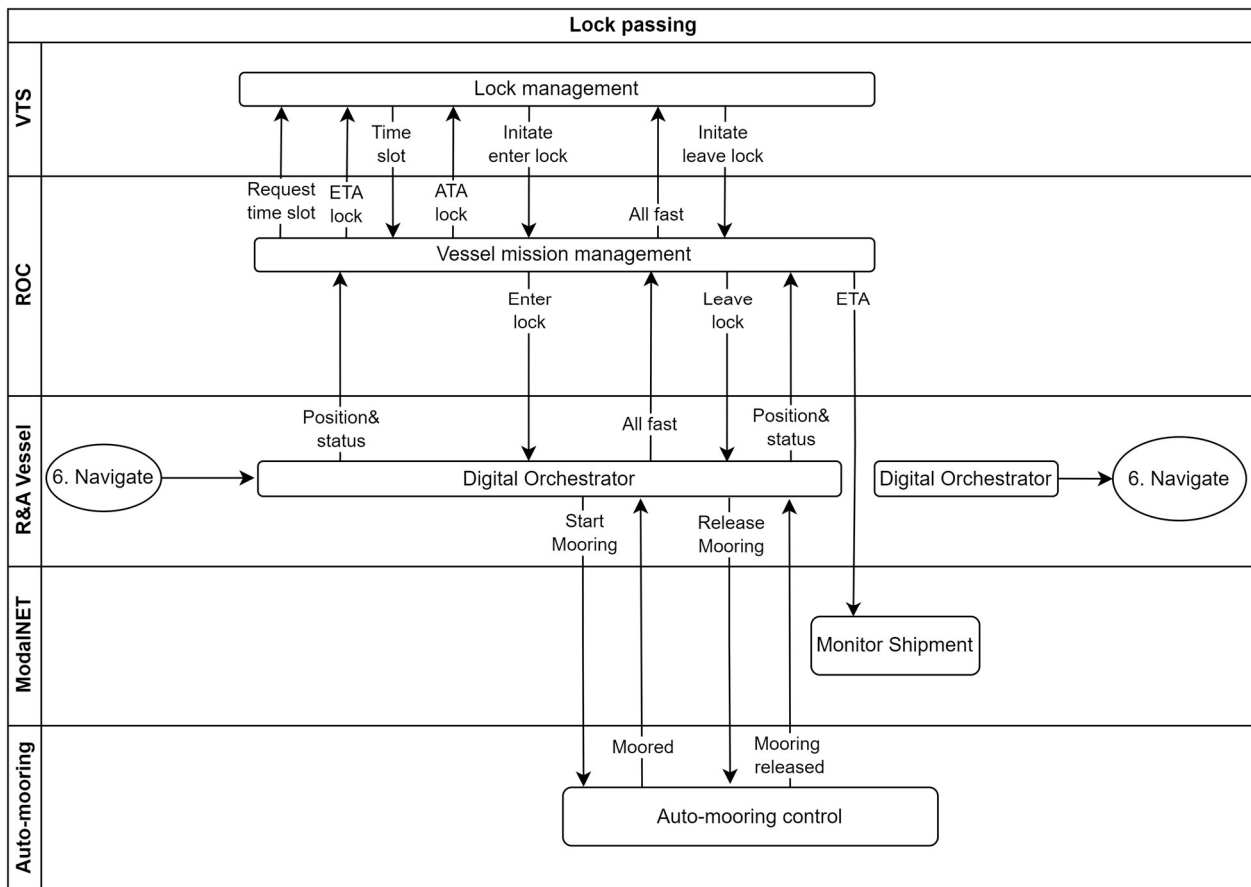 Lock passing
VTS
Lock management
Time
slot
Initate
enter lock
Initate
leave lock
ROC
Request
time slot
ETA
lock
ATA
lock
All fast
Vessel mission management
Enter
lock
Leave
lock
ETA
R&A Vessel
Position&
status
All fast
Position&
status
6. Navigate
Digital Orchestrator
Digital Orchestrator
6. Navigate
Start
Mooring
Release
Mooring
ModalNET
Monitor Shipment
Auto-mooring
Moored
Mooring
released
Auto-mooring control